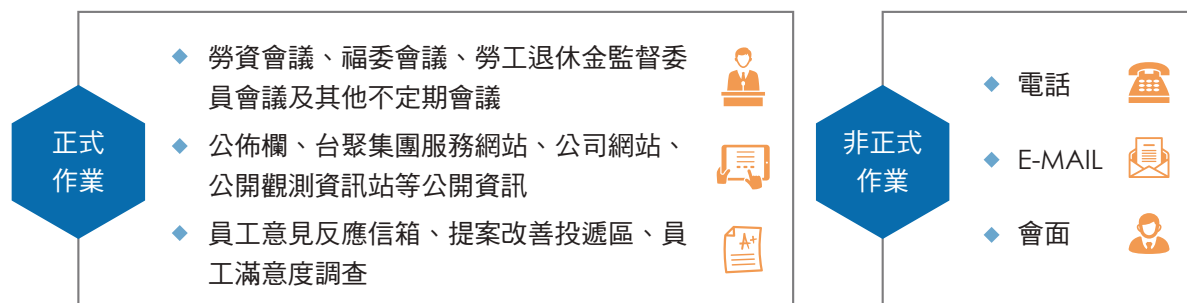 正式
作業
勞資會議、福委會議、勞工退休金監督委
員會議及其他不定期會議
公佈欄、台聚集團服務網站、公司網站、
公開觀測資訊站等公開資訊
員工意見反應信箱、提案改善投遞區、員
工滿意度調查
A+
非正式
作業
電話
E-MAIL
會面